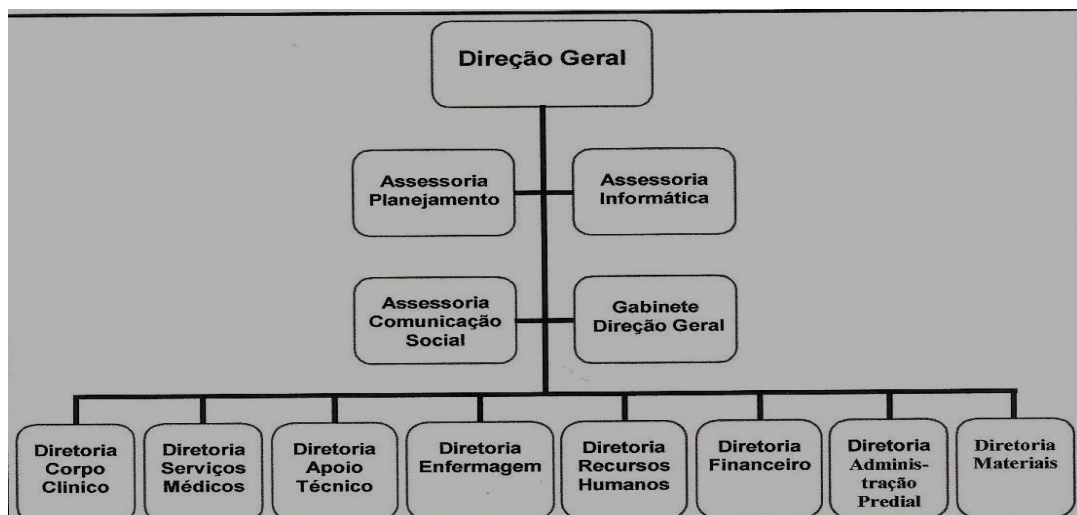 Direção Geral
Assessoria
Planejamento
Assessoria
Informática
Assessoria
Comunicação
Social
Gabinete
Direção Geral
Diretoria
Corpo
Clinico
Diretoria
Serviços
Médicos
Diretoria
Apoio
Técnico
Diretoria
Enfermagem
Diretoria
Recursos
Humanos
Diretoria
Financeiro
Diretoria
Adminis-
tração
Predial
Diretoria
Materiais